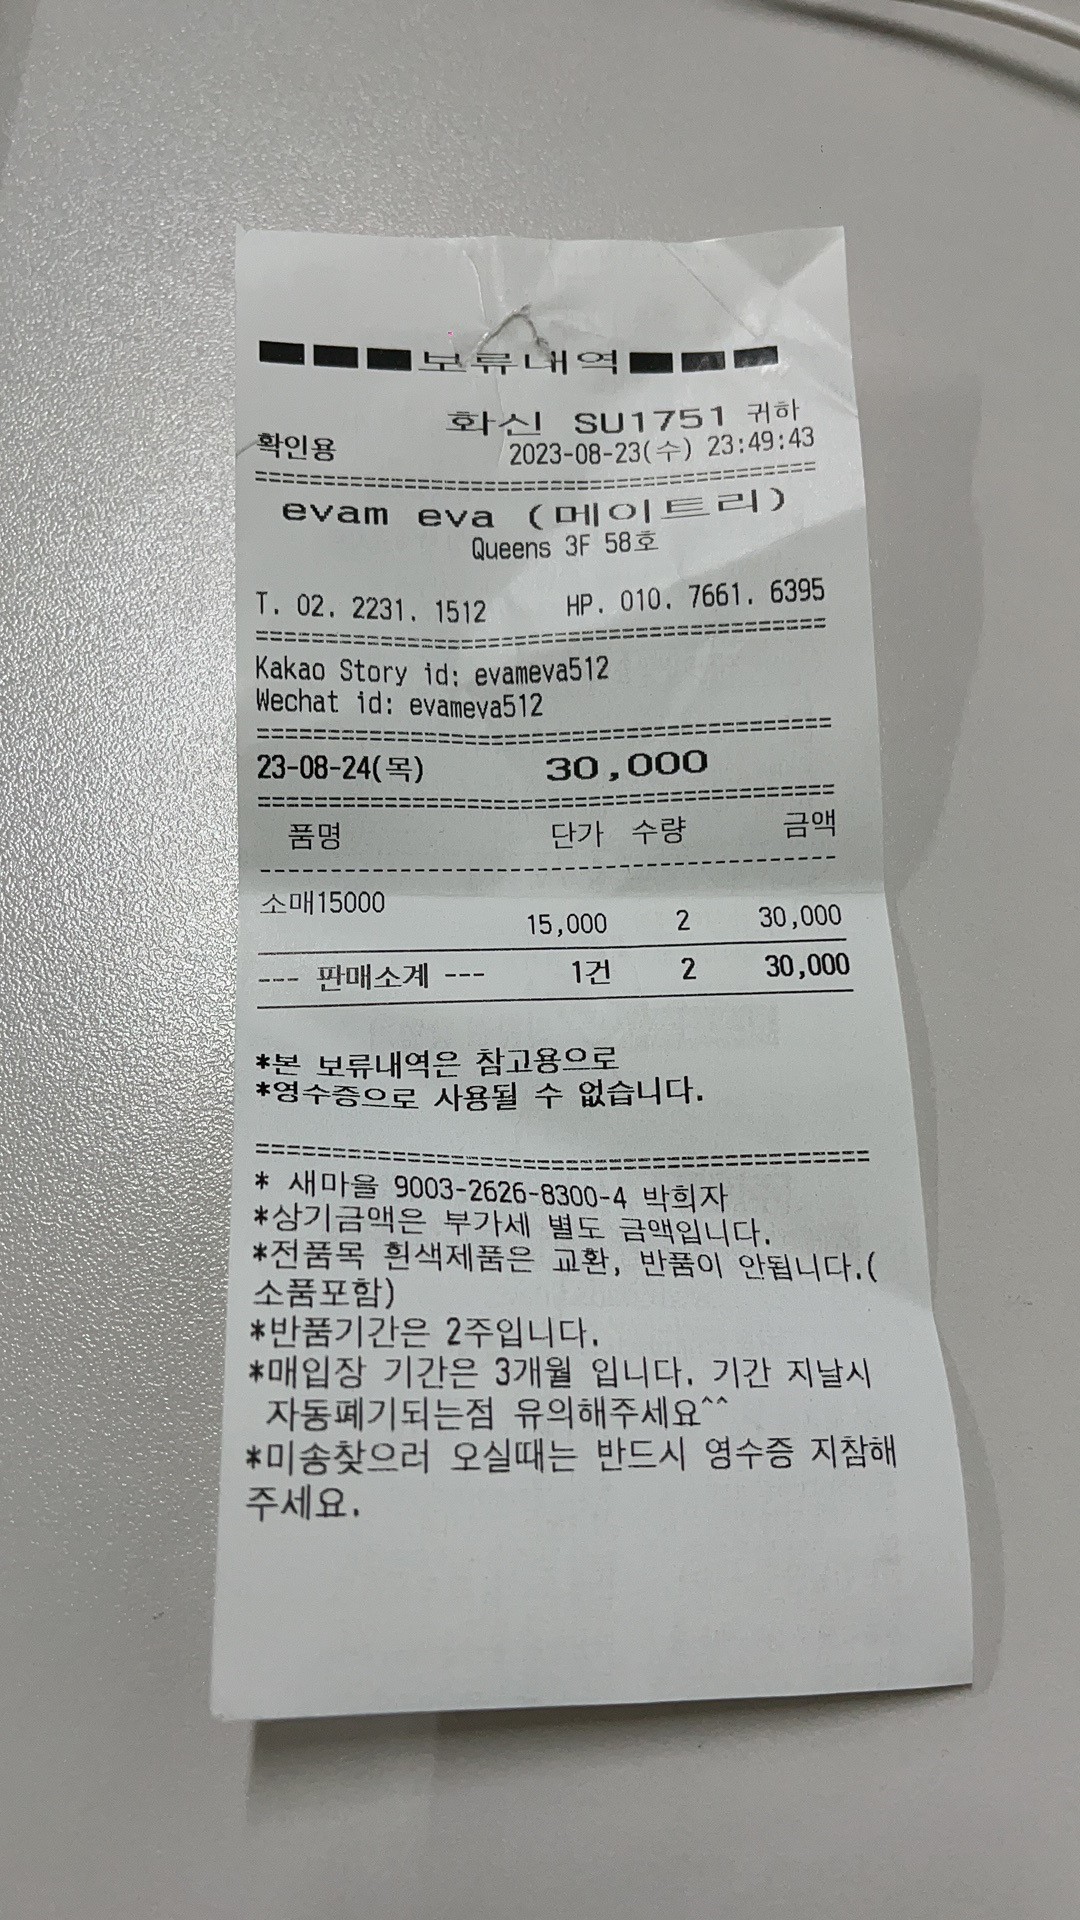 ■■■보류내역■■■
화신 SU1751 귀하
확인용 2023-08-23(수) 23:49:43
========================================
evam eva (메이트리)
Queens 3F 58호
T. 02. 2231. 1512 HP. 010. 7661. 6395
========================================
Kakao Story id: evameva512
Wechat id: evameva512
========================================
23-08-24(목) 30,000
========================================
품명 단가 수량 금액
----------------------------------------
소매15000
15,000 2 30,000
--- 판매소계 --- 1건 2 30,000
*본 보류내역은 참고용으로
*영수증으로 사용될 수 없습니다.
========================================
* 새마을 9003-2626-8300-4 박희자
*상기금액은 부가세 별도 금액입니다.
*전품목 흰색제품은 교환, 반품이 안됩니다.(
소품포함)
*반품기간은 2주입니다.
*매입장 기간은 3개월 입니다. 기간 지날시
자동폐기되는점 유의해주세요^^
*미송찾으러 오실때는 반드시 영수증 지참해
주세요.